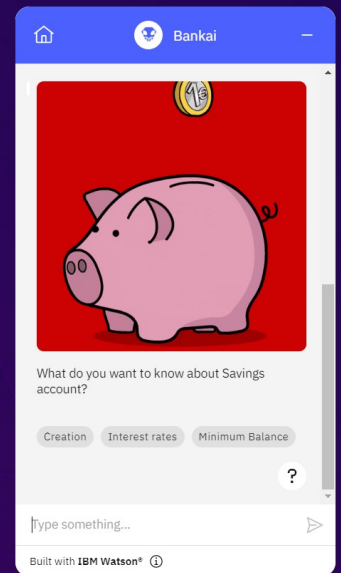 Bankai
1€
What do you want to know about Savings
account?
Creation Interest rates Minimum Balance
?
Type something...
Built with IBM Watson®